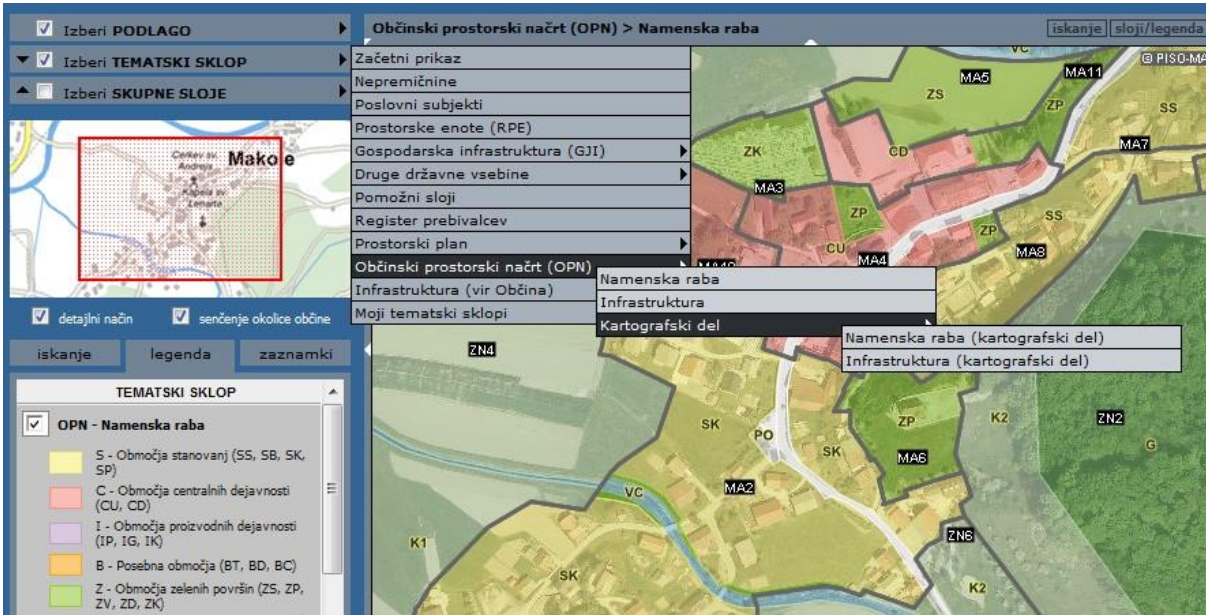 Izberi PODLAGO
Izberi TEMATSKI SKLOP
Izberi SKUPNE SLOJE
Cerkev sv.
Andreja
Makole
Kapela sv.
Lenarta
detajlni način
senčenje okolice občine
iskanje
legenda
zaznamki
TEMATSKI SKLOP
OPN - Namenska raba
S - Območja stanovanj (SS, SB, SK,
SP)
C - Območja centralnih dejavnosti
(CU, CD)
I - Območja proizvodnih dejavnosti
(IP, IG, IK)
B - Posebna območja (BT, BD, BC)
Z - Območja zelenih površin (ZS, ZP,
ZV, ZD, ZK)
Občinski prostorski načrt (OPN) > Namenska raba
iskanje
sloji/legenda
Začetni prikaz
Nepremičnine
Poslovni subjekti
Prostorske enote (RPE)
Gospodarska infrastruktura (GJI)
Druge državne vsebine
Pomožni sloji
Register prebivalcev
Prostorski plan
Občinski prostorski načrt (OPN)
Infrastruktura (vir Občina)
Moji tematski sklopi
Namenska raba
Infrastruktura
Kartografski del
Namenska raba (kartografski del)
Infrastruktura (kartografski del)
VC
© PISO-MA
MA5
MA11
ZS
ZP
SS
ZK
CD
MA7
MA3
ZP
SS
CU
ZP
MA4
MA8
ZN4
SK
PO
SK
ZP
K2
ZN2
G
MA6
VC
MA2
K1
ZN6
SK
K2